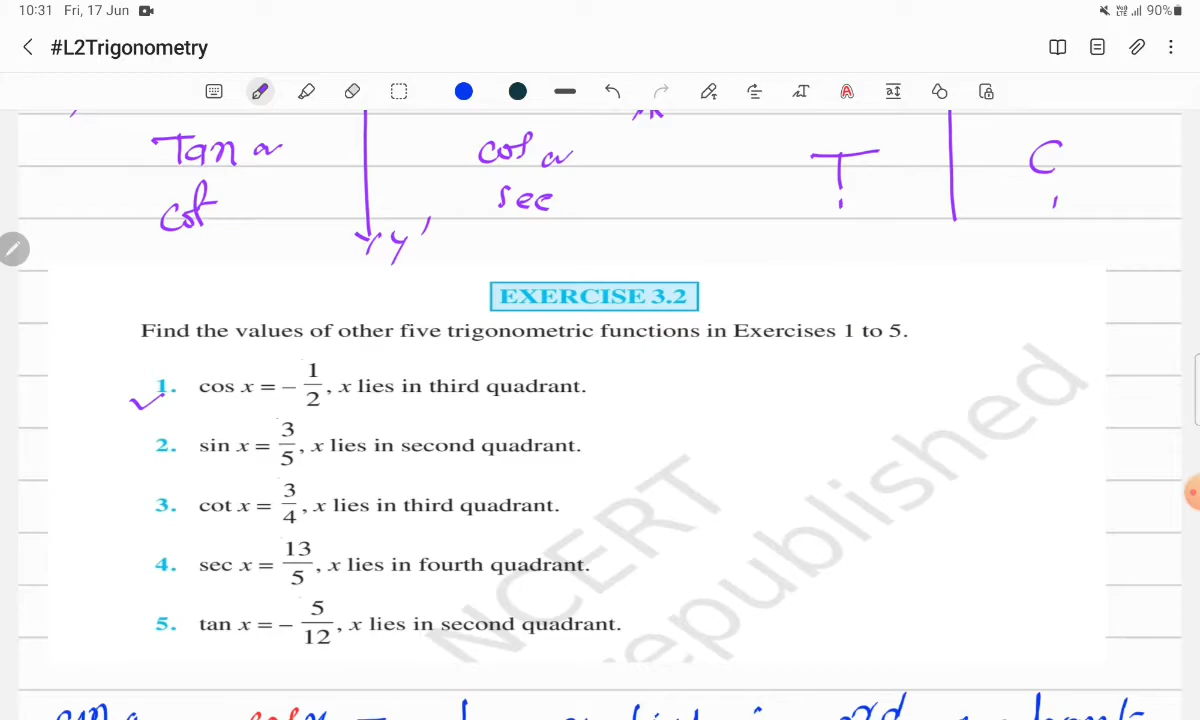 10:31 Fri, 17 Jun 90%
#L2Trigonometry
Tan cos T C
cot sec
y'
EXERCISE 3.2
Find the values of other five trigonometric functions in Exercises 1 to 5.
1. cos x = – 1/2, x lies in third quadrant.
2. sin x = 3/5, x lies in second quadrant.
3. cot x = 3/4, x lies in third quadrant.
4. sec x = 13/5, x lies in fourth quadrant.
5. tan x = – 5/12, x lies in second quadrant.
NCERT
republished